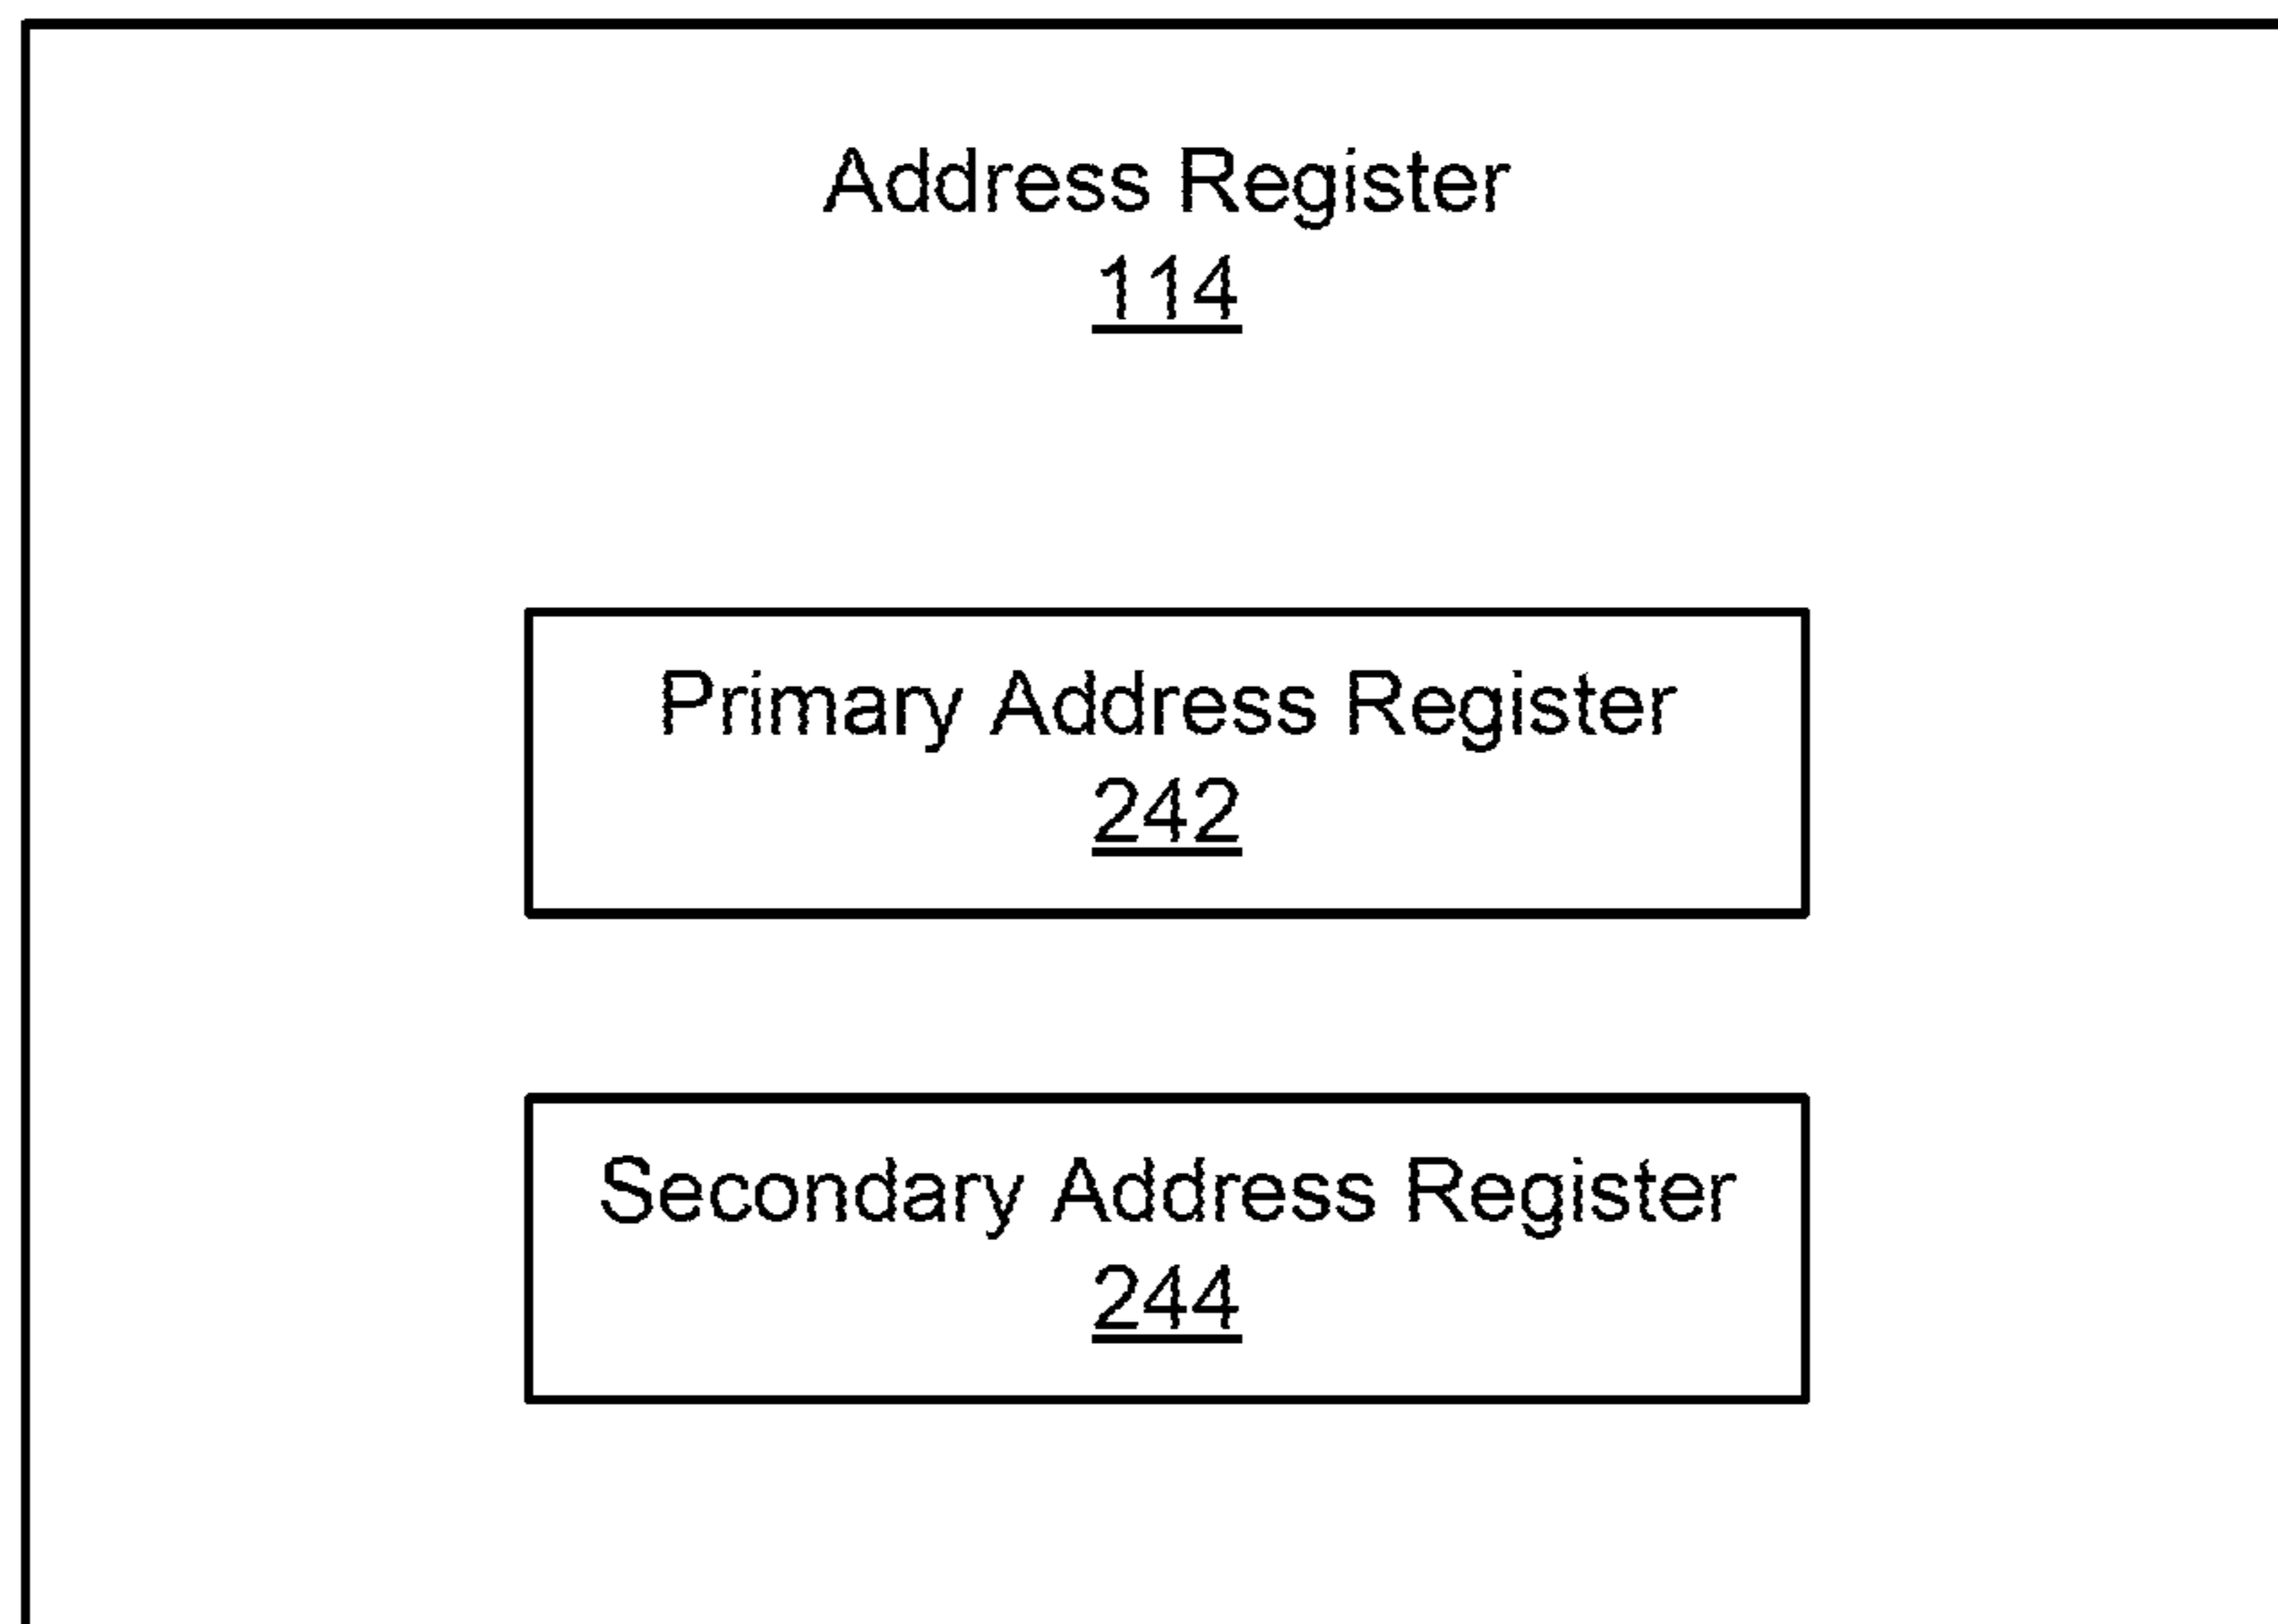 Address Register
114
Primary Address Register
242
Secondary Address Register
244